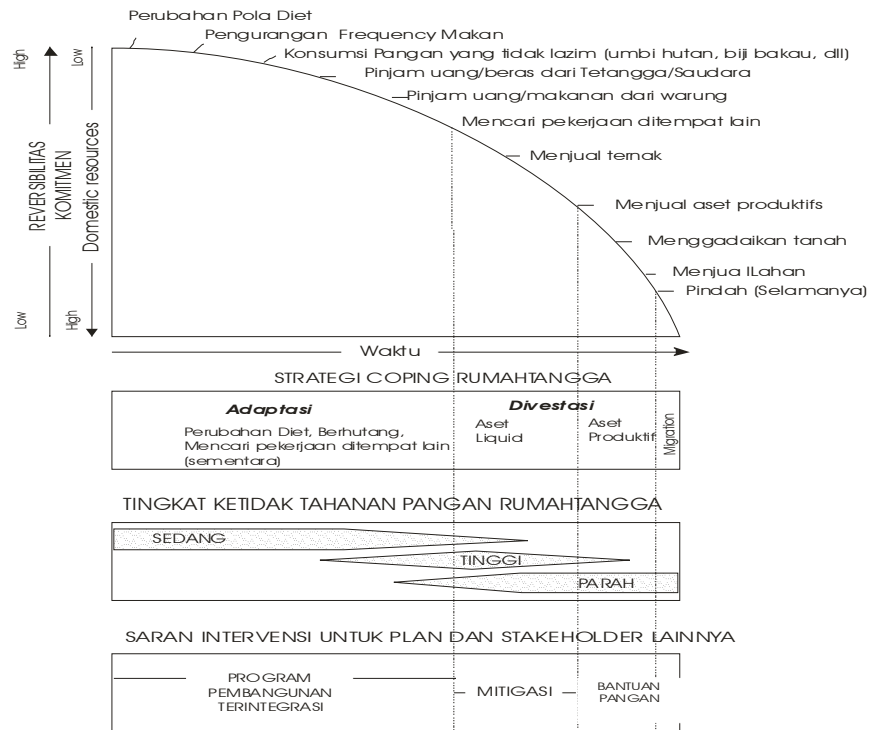 Perubahan Pola Diet
Pengurangan Frequency Makan
Konsumsi Pangan yang tidak lazim (umbi hutan, biji bakau, dll)
Pinjam uang/beras dari Tetangga/Saudara
Pinjam uang/makanan dari warung
Mencari pekerjaan ditempat lain
Menjual ternak
Menjual aset produktifs
Menggadaikan tanah
Menjua lLahan
Pindah (Selamanya)
High
Low
REVERSIBILITAS
KOMITMEN
Domestic resources
Low
High
Waktu
STRATEGI COPING RUMAHTANGGA
Adaptasi
Perubahan Diet, Berhutang,
Mencari pekerjaan ditempat lain
(sementara)
Divestasi
Aset
Liquid
Aset
Produktif
Migration
TINGKAT KETIDAK TAHANAN PANGAN RUMAHTANGGA
SEDANG
TINGGI
PARAH
SARAN INTERVENSI UNTUK PLAN DAN STAKEHOLDER LAINNYA
PROGRAM
PEMBANGUNAN
TERINTEGRASI
MITIGASI
BANTUAN
PANGAN